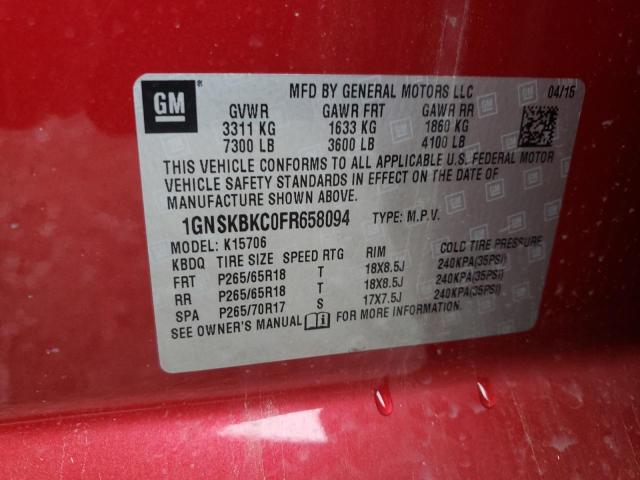 GM
MFD BY GENERAL MOTORS LLC 04/15
GVWR GAWR FRT GAWR RR
3311 KG 1633 KG 1860 KG
7300 LB 3600 LB 4100 LB
THIS VEHICLE CONFORMS TO ALL APPLICABLE U.S. FEDERAL MOTOR
VEHICLE SAFETY STANDARDS IN EFFECT ON THE DATE OF
MANUFACTURE SHOWN ABOVE.
1GNSKBKC0FR658094 TYPE: M.P.V.
MODEL: K15706
KBDQ TIRE SIZE SPEED RTG RIM COLD TIRE PRESSURE
FRT P265/65R18 T 18X8.5J 240KPA(35PSI)
RR P265/65R18 T 18X8.5J 240KPA(35PSI)
SPA P265/70R17 S 17X7.5J 240KPA(35PSI)
SEE OWNER'S MANUAL i FOR MORE INFORMATION.